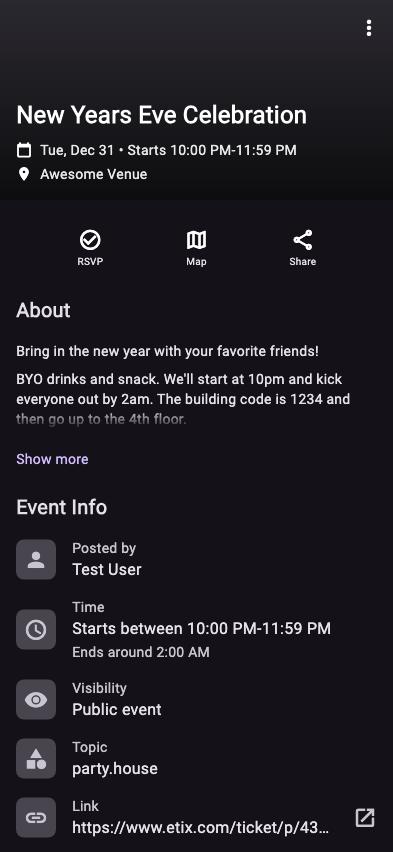 New Years Eve Celebration
Tue, Dec 31 • Starts 10:00 PM-11:59 PM
Awesome Venue
RSVP
Map
Share
About
Bring in the new year with your favorite friends!
BYO drinks and snack. We'll start at 10pm and kick
everyone out by 2am. The building code is 1234 and
then go up to the 4th floor.
Show more
Event Info
Posted by
Test User
Time
Starts between 10:00 PM-11:59 PM
Ends around 2:00 AM
Visibility
Public event
Topic
party.house
Link
https://www.etix.com/ticket/p/43...